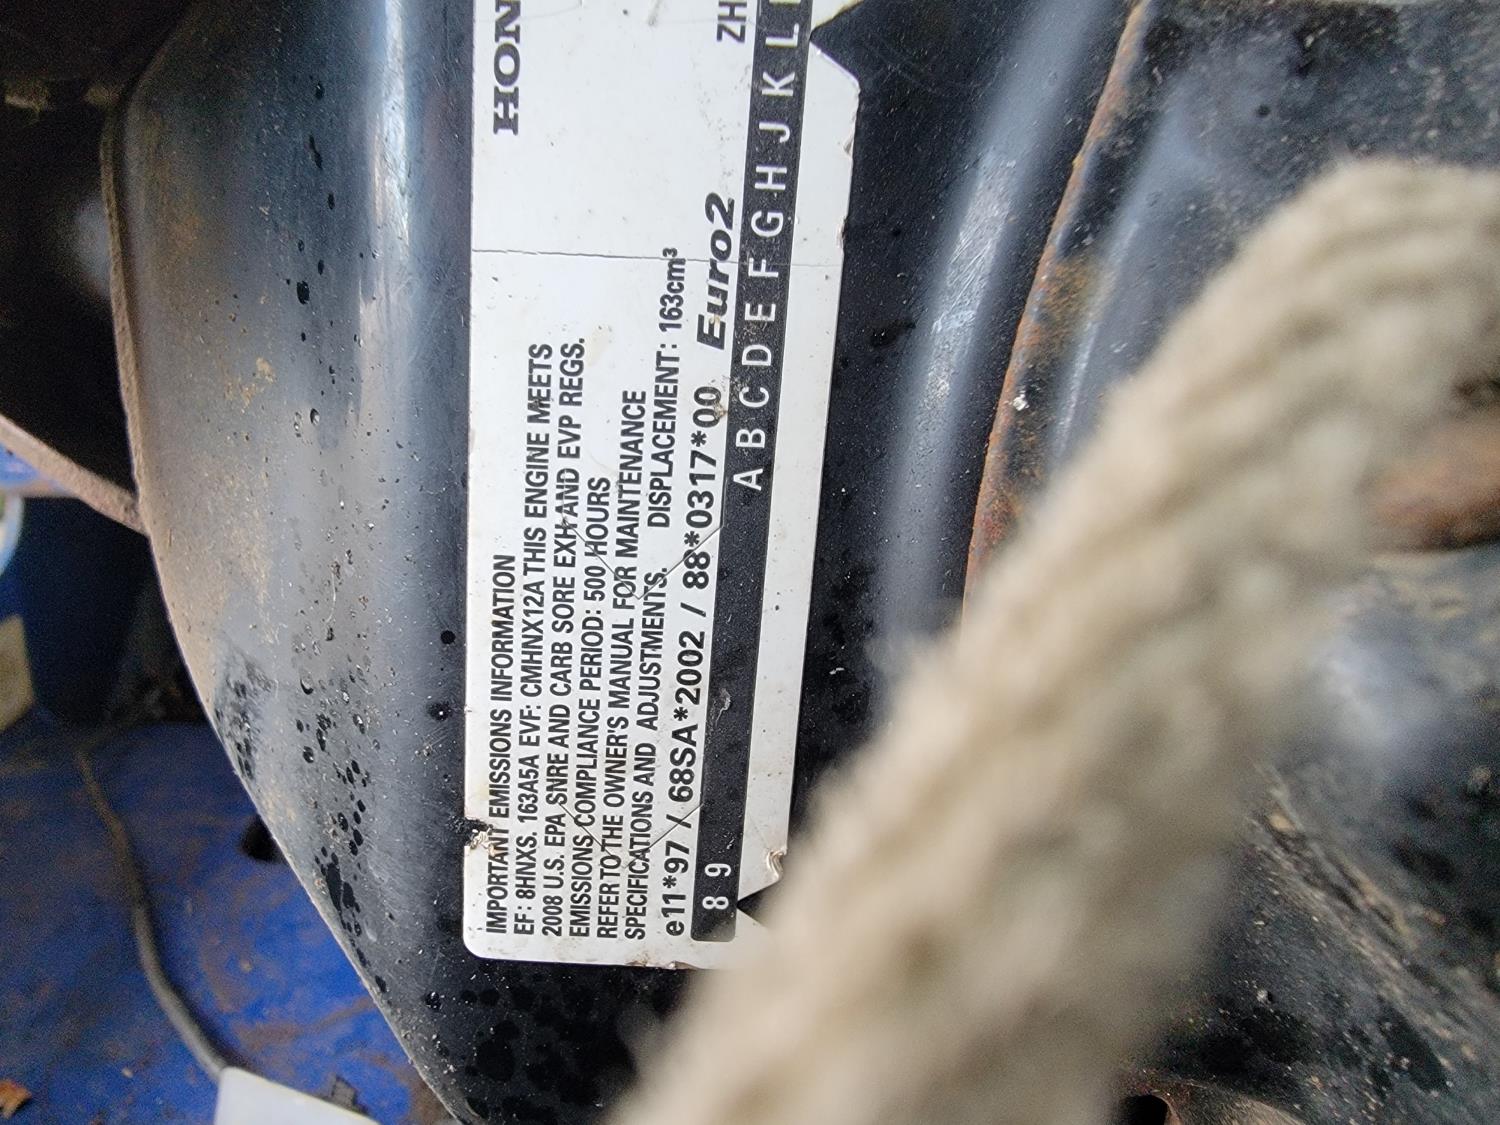 HON
ZH
IMPORTANT EMISSIONS INFORMATION
EF: 8HNXS. 163A5A EVF: CMHNX12A THIS ENGINE MEETS
2008 U.S. EPA SNRE AND CARB SORE EXH AND EVP REGS.
EMISSIONS COMPLIANCE PERIOD: 500 HOURS
REFER TO THE OWNER'S MANUAL FOR MAINTENANCE
SPECIFICATIONS AND ADJUSTMENTS. DISPLACEMENT: 163cm³
e11*97 / 68SA*2002 / 88*0317*00 Euro2
8 9 A B C D E F G H J K L